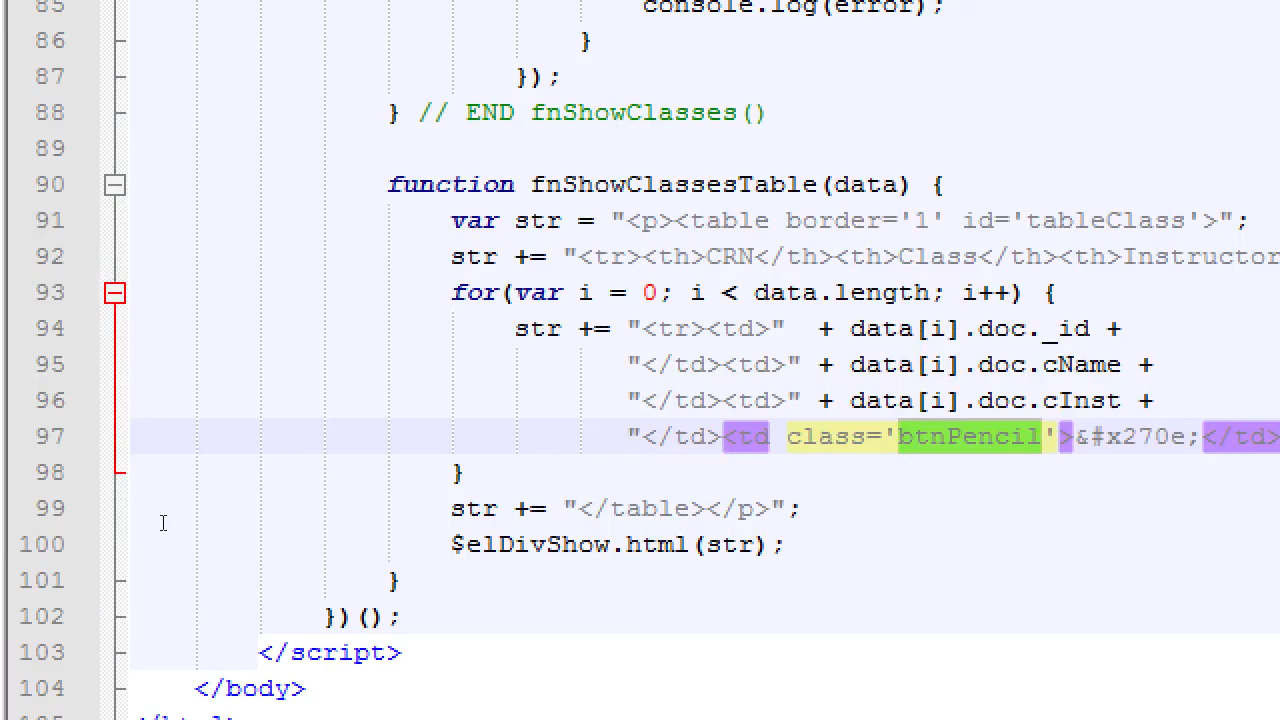 85 console.log(error);
86 }
87 });
88 } // END fnShowClasses()
89
90 function fnShowClassesTable(data) {
91 var str = "<p><table border='1' id='tableClass'>";
92 str += "<tr><th>CRN</th><th>Class</th><th>Instructor
93 for(var i = 0; i < data.length; i++) {
94 str += "<tr><td>"  + data[i].doc._id +
95 "</td><td>" + data[i].doc.cName +
96 "</td><td>" + data[i].doc.cInst +
97 "</td><td class='btnPencil'>&#x270e;</td>
98 }
99 str += "</table></p>";
100 $elDivShow.html(str);
101 }
102 })();
103 </script>
104 </body>